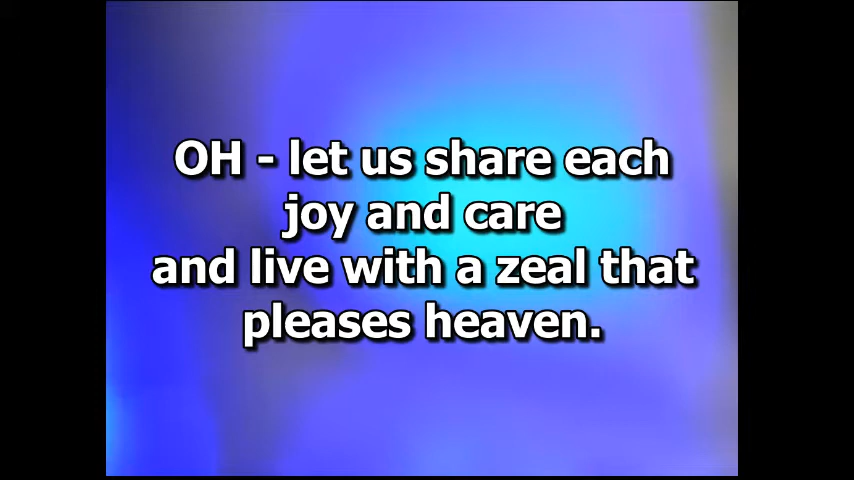 OH - let us share each
joy and care
and live with a zeal that
pleases heaven.